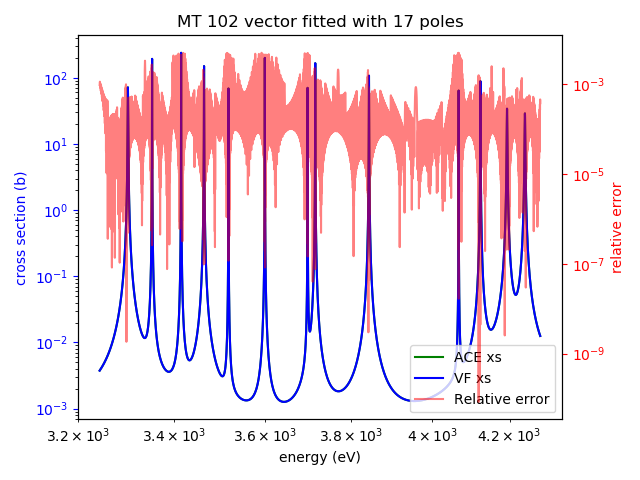 MT 102 vector fitted with 17 poles
cross section (b)
10²
10¹
10⁰
10⁻¹
10⁻²
10⁻³
10⁻³
10⁻⁵
10⁻⁷
10⁻⁹
relative error
ACE xs
VF xs
Relative error
3.2 × 10³ 3.4 × 10³ 3.6 × 10³ 3.8 × 10³ 4 × 10³ 4.2 × 10³
energy (eV)